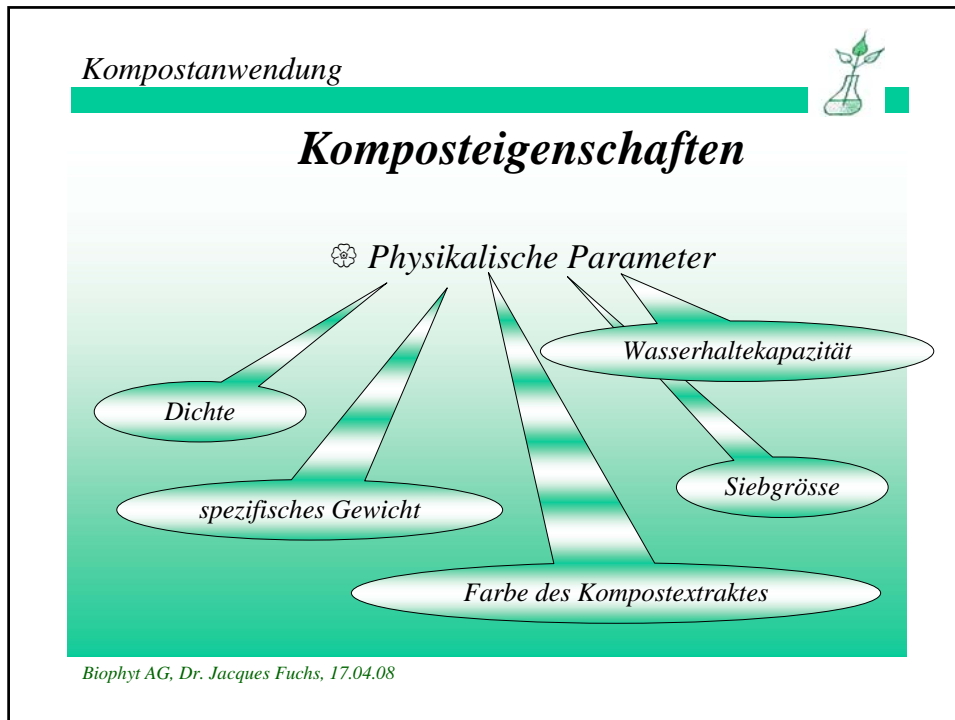 Kompostanwendung
Komposteigenschaften
Physikalische Parameter
Wasserhaltekapazität
Dichte
Siebgrösse
spezifisches Gewicht
Farbe des Kompostextraktes
Biophyt AG, Dr. Jacques Fuchs, 17.04.08